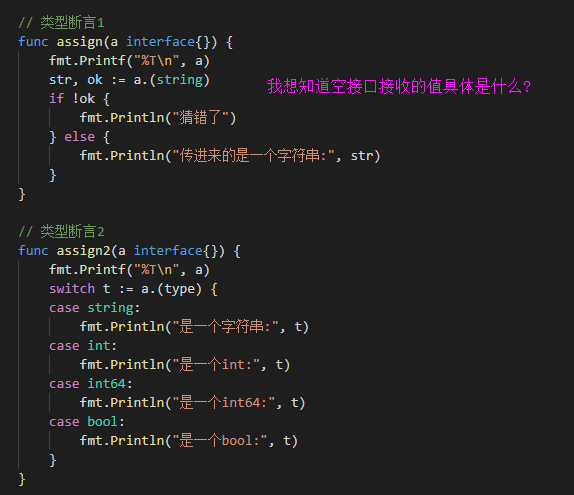 // 类型断言1
func assign(a interface{}) {
    fmt.Printf("%T\n", a)
    str, ok := a.(string)
我想知道空接口接收的值具体是什么?
    if !ok {
        fmt.Println("猜错了")
    } else {
        fmt.Println("传进来的是一个字符串:", str)
    }
}
// 类型断言2
func assign2(a interface{}) {
    fmt.Printf("%T\n", a)
    switch t := a.(type) {
    case string:
        fmt.Println("是一个字符串:", t)
    case int:
        fmt.Println("是一个int:", t)
    case int64:
        fmt.Println("是一个int64:", t)
    case bool:
        fmt.Println("是一个bool:", t)
    }
}